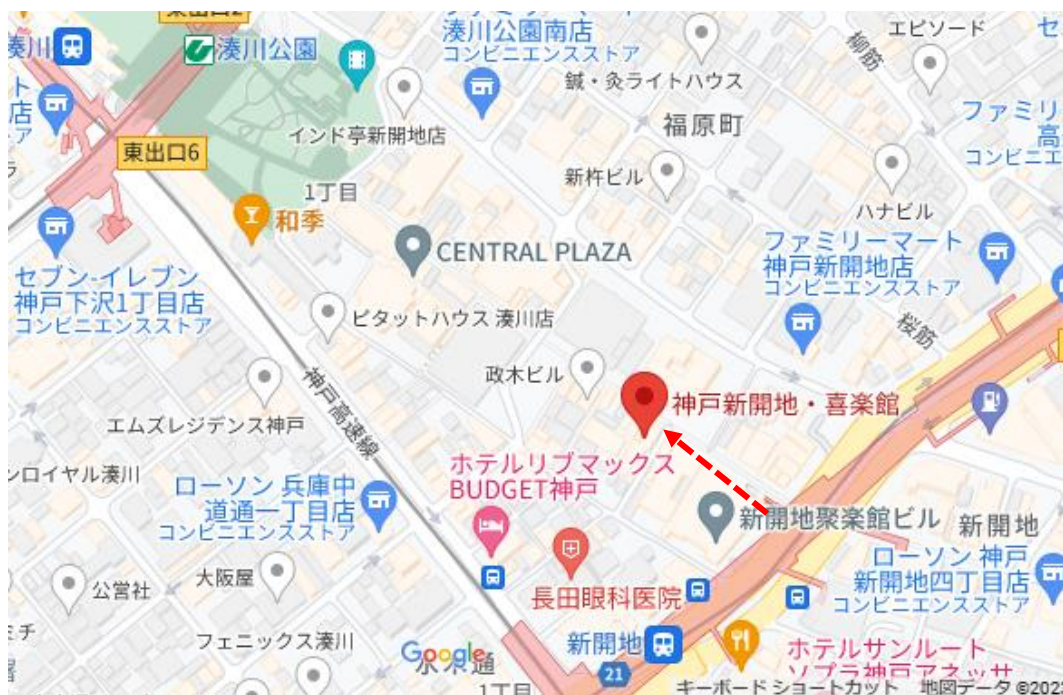 東出口2
湊川
湊川公園
ファミリーマート
湊川公園南店
コンビニエンスストア
エピソード
柳筋
セ
鍼・灸ライトハウス
福原町
ファミリ
高
コンビニ
ト
店
ア
東出口6
インド亭新開地店
1丁目
新杵ビル
ハナビル
和季
CENTRAL PLAZA
ファミリーマート
神戸新開地店
コンビニエンスストア
セブン-イレブン
神戸下沢1丁目店
コンビニエンスストア
ピタットハウス 湊川店
桜筋
政木ビル
神戸高速線
神戸新開地・喜楽館
エムズレジデンス神戸
ンロイヤル湊川
ホテルリブマックス
BUDGET神戸
ローソン 兵庫中
道通一丁目店
コンビニエンスストア
新開地聚楽館ビル
新開地
ローソン 神戸
新開地四丁目店
コンビニエンスストア
公営社
大阪屋
長田眼科医院
ミチ
フェニックス湊川
新開地
Google
水木通
1丁目
21
ホテルサンルート
ソプラ神戸アネッサ
キーボード ショートカット 地図データ ©202